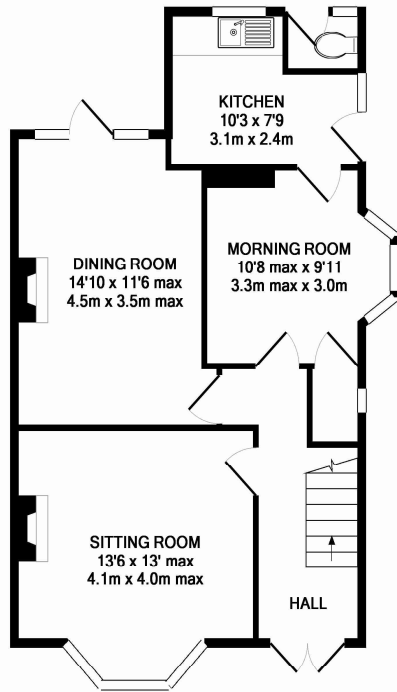 KITCHEN
10'3 x 7'9
3.1m x 2.4m
MORNING ROOM
10'8 max x 9'11
3.3m max x 3.0m
DINING ROOM
14'10 x 11'6 max
4.5m x 3.5m max
SITTING ROOM
13'6 x 13' max
4.1m x 4.0m max
HALL